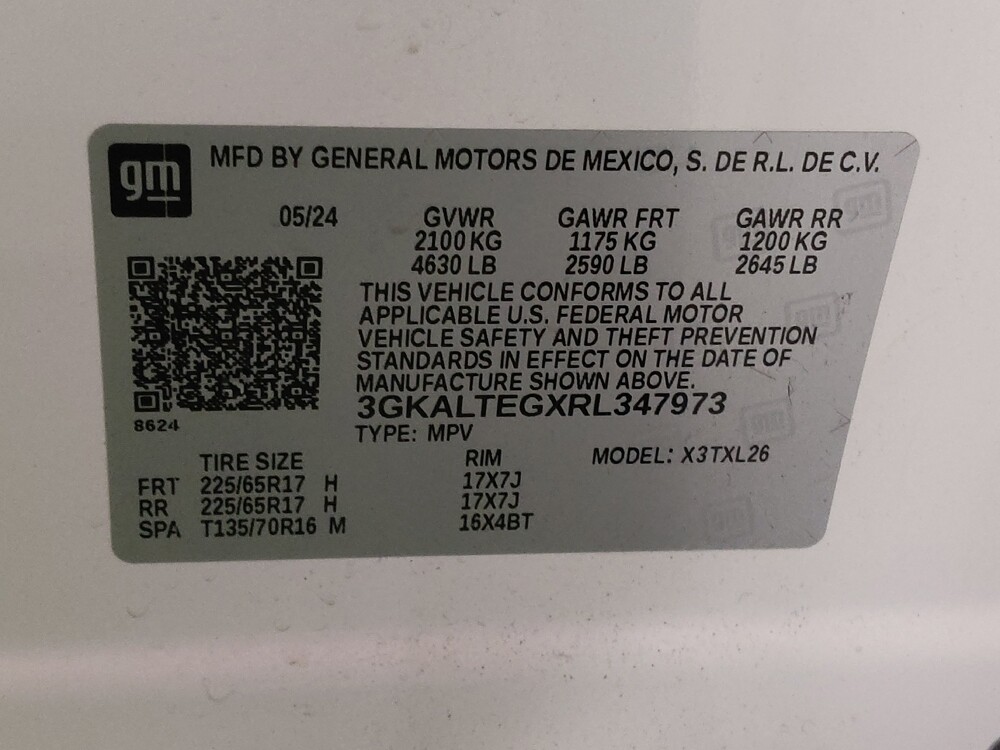 gm MFD BY GENERAL MOTORS DE MEXICO, S. DE R.L. DE C.V.
05/24 GVWR GAWR FRT GAWR RR
2100 KG 1175 KG 1200 KG
4630 LB 2590 LB 2645 LB
THIS VEHICLE CONFORMS TO ALL
APPLICABLE U.S. FEDERAL MOTOR
VEHICLE SAFETY AND THEFT PREVENTION
STANDARDS IN EFFECT ON THE DATE OF
MANUFACTURE SHOWN ABOVE.
3GKALTEGXRL347973
8624
TYPE: MPV
TIRE SIZE RIM MODEL: X3TXL26
FRT 225/65R17 H 17X7J
RR 225/65R17 H 17X7J
SPA T135/70R16 M 16X4BT